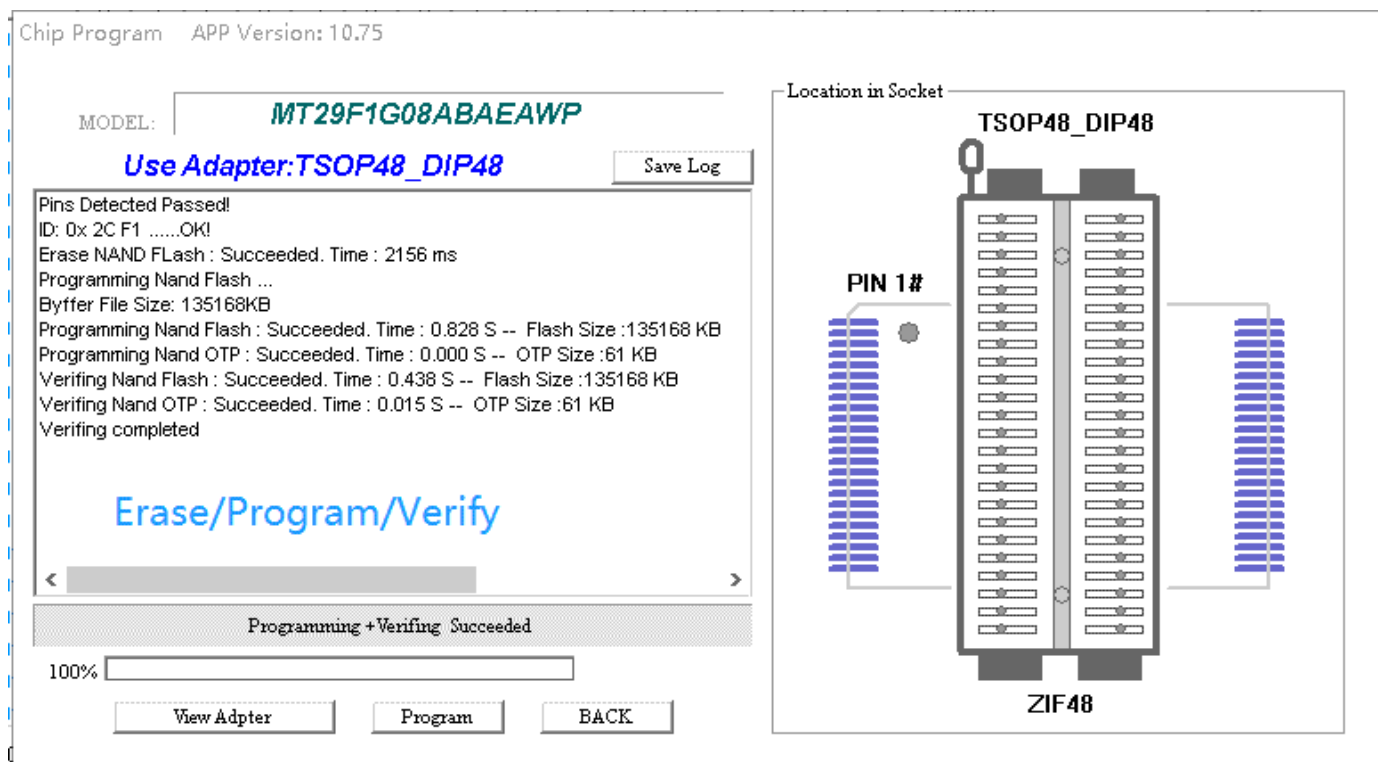 Chip Program APP Version: 10.75
MODEL: MT29F1G08ABAEAWP
Use Adapter:TSOP48_DIP48
Save Log
Pins Detected Passed!
ID: 0x 2C F1 ......OK!
Erase NAND FLash : Succeeded. Time : 2156 ms
Programming Nand Flash ...
Byffer File Size: 135168KB
Programming Nand Flash : Succeeded. Time : 0.828 S -- Flash Size :135168 KB
Programming Nand OTP : Succeeded. Time : 0.000 S -- OTP Size :61 KB
Verifing Nand Flash : Succeeded. Time : 0.438 S -- Flash Size :135168 KB
Verifing Nand OTP : Succeeded. Time : 0.015 S -- OTP Size :61 KB
Verifing completed
Erase/Program/Verify
Programming +Verifing Succeeded
100%
View Adpter
Program
BACK
Location in Socket
TSOP48_DIP48
PIN 1#
ZIF48